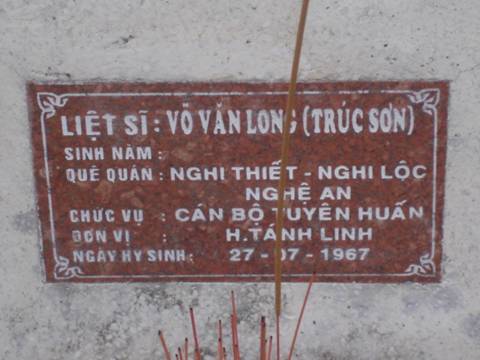 LIỆT SĨ : VÕ VĂN LONG (TRÚC SƠN)
SINH NĂM :
QUÊ QUÁN : NGHI THIẾT - NGHI LỘC
NGHỆ AN
CHỨC VỤ : CÁN BỘ TUYÊN HUẤN
ĐƠN VỊ : H.TÁNH LINH
NGÀY HY SINH : 27 - 07 - 1967